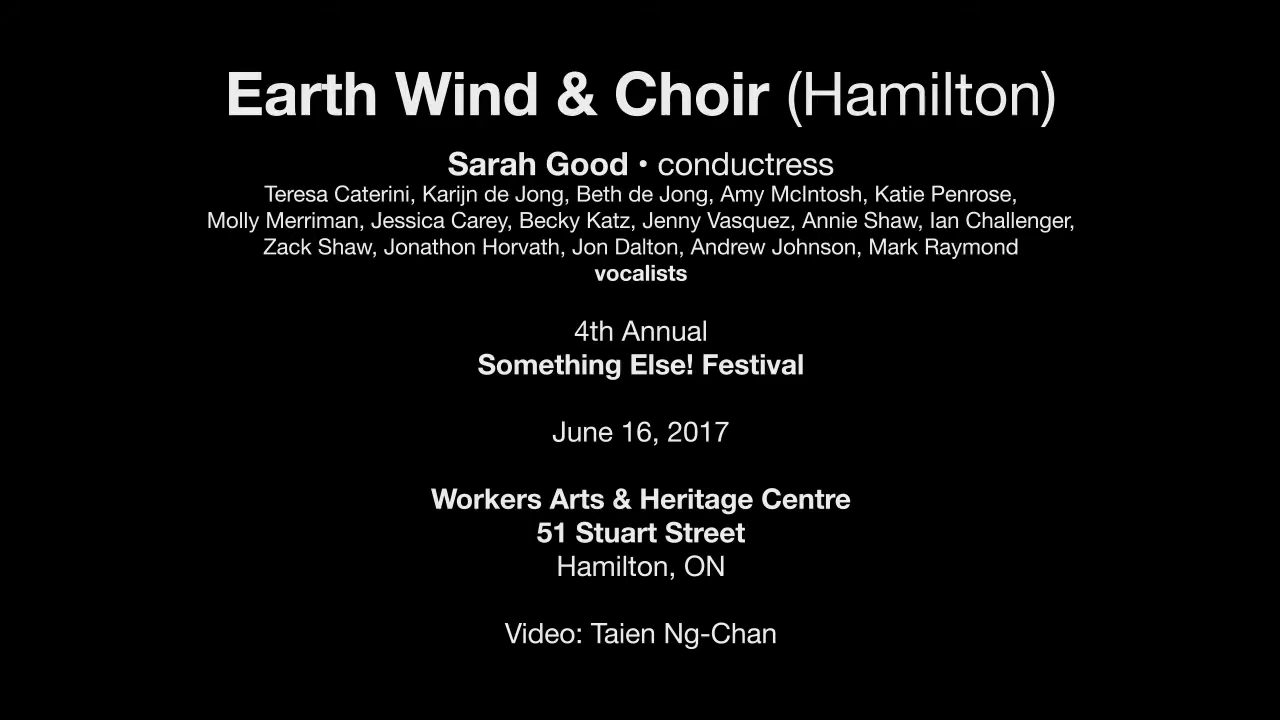 Earth Wind & Choir (Hamilton)
Sarah Good • conductress
Teresa Caterini, Karijn de Jong, Beth de Jong, Amy McIntosh, Katie Penrose,
Molly Merriman, Jessica Carey, Becky Katz, Jenny Vasquez, Annie Shaw, Ian Challenger,
Zack Shaw, Jonathon Horvath, Jon Dalton, Andrew Johnson, Mark Raymond
vocalists
4th Annual
Something Else! Festival
June 16, 2017
Workers Arts & Heritage Centre
51 Stuart Street
Hamilton, ON
Video: Taien Ng-Chan